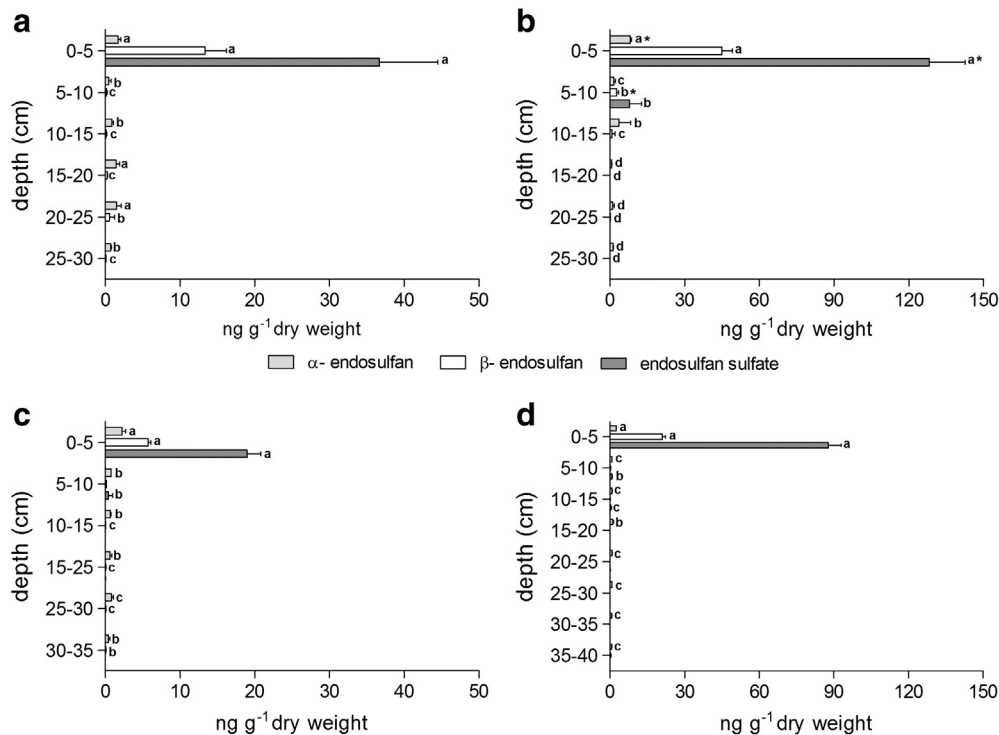 a
depth (cm)
0-5
a
a
a
5-10
b
c
10-15
b
c
15-20
a
c
20-25
a
b
25-30
b
c
0 10 20 30 40 50
ng g⁻¹ dry weight
b
depth (cm)
0-5
a*
a
a*
5-10
c
b*
b
10-15
b
c
15-20
d
d
20-25
d
d
25-30
d
d
0 30 60 90 120 150
ng g⁻¹ dry weight
α- endosulfan β- endosulfan endosulfan sulfate
c
depth (cm)
0-5
a
a
a
5-10
b
b
10-15
b
c
15-25
b
c
25-30
c
c
30-35
b
b
0 10 20 30 40 50
ng g⁻¹ dry weight
d
depth (cm)
0-5
a
a
a
5-10
c
b
10-15
c
c
15-20
b
20-25
c
25-30
c
30-35
c
35-40
c
0 30 60 90 120 150
ng g⁻¹ dry weight